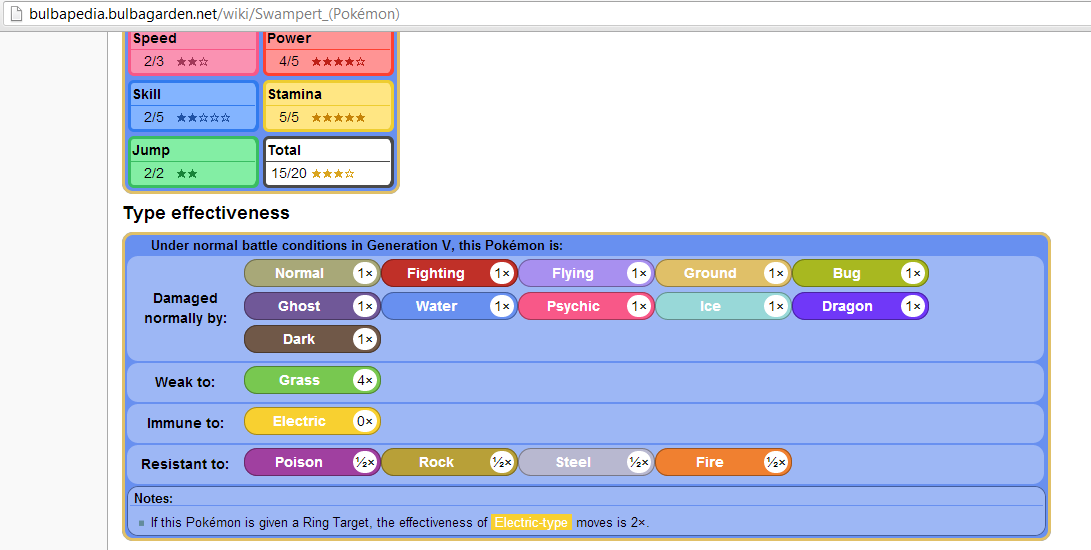 bulbapedia.bulbagarden.net/wiki/Swampert_(Pokémon)
Speed Power
2/3 ★★☆ 4/5 ★★★★☆
Skill Stamina
2/5 ★★☆☆☆ 5/5 ★★★★★
Jump Total
2/2 ★★ 15/20 ★★★☆
Type effectiveness
Under normal battle conditions in Generation V, this Pokémon is:
Damaged normally by:
Normal 1× Fighting 1× Flying 1× Ground 1× Bug 1×
Ghost 1× Water 1× Psychic 1× Ice 1× Dragon 1×
Dark 1×
Weak to: Grass 4×
Immune to: Electric 0×
Resistant to: Poison ½× Rock ½× Steel ½× Fire ½×
Notes:
If this Pokémon is given a Ring Target, the effectiveness of Electric-type moves is 2×.